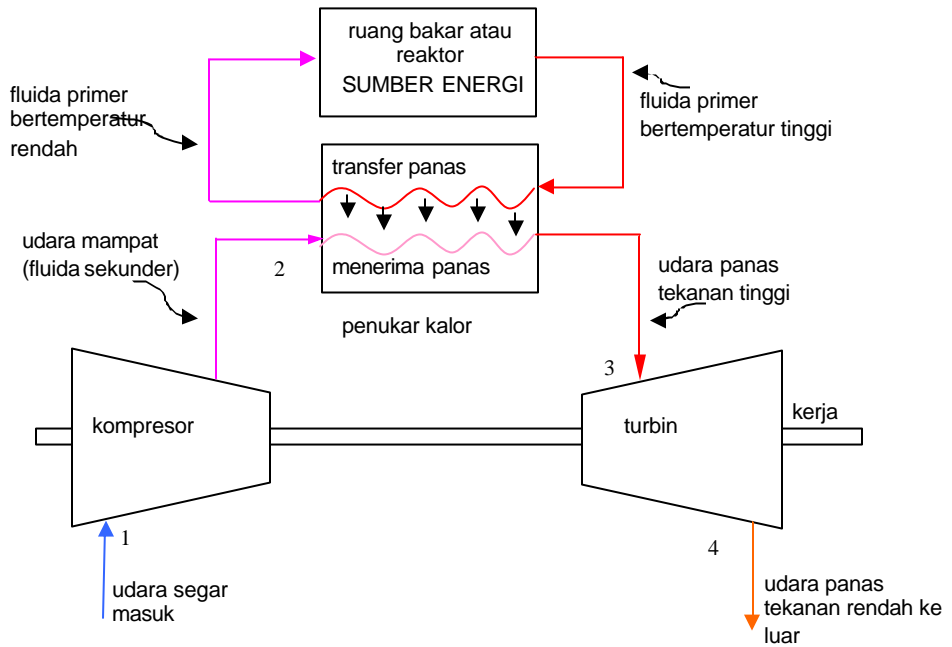 ruang bakar atau
reaktor
SUMBER ENERGI
fluida primer
bertemperatur
rendah
fluida primer
bertemperatur tinggi
transfer panas
menerima panas
udara mampat
(fluida sekunder)
2
udara panas
tekanan tinggi
penukar kalor
3
kompresor
turbin
kerja
1
4
udara segar
masuk
udara panas
tekanan rendah ke
luar